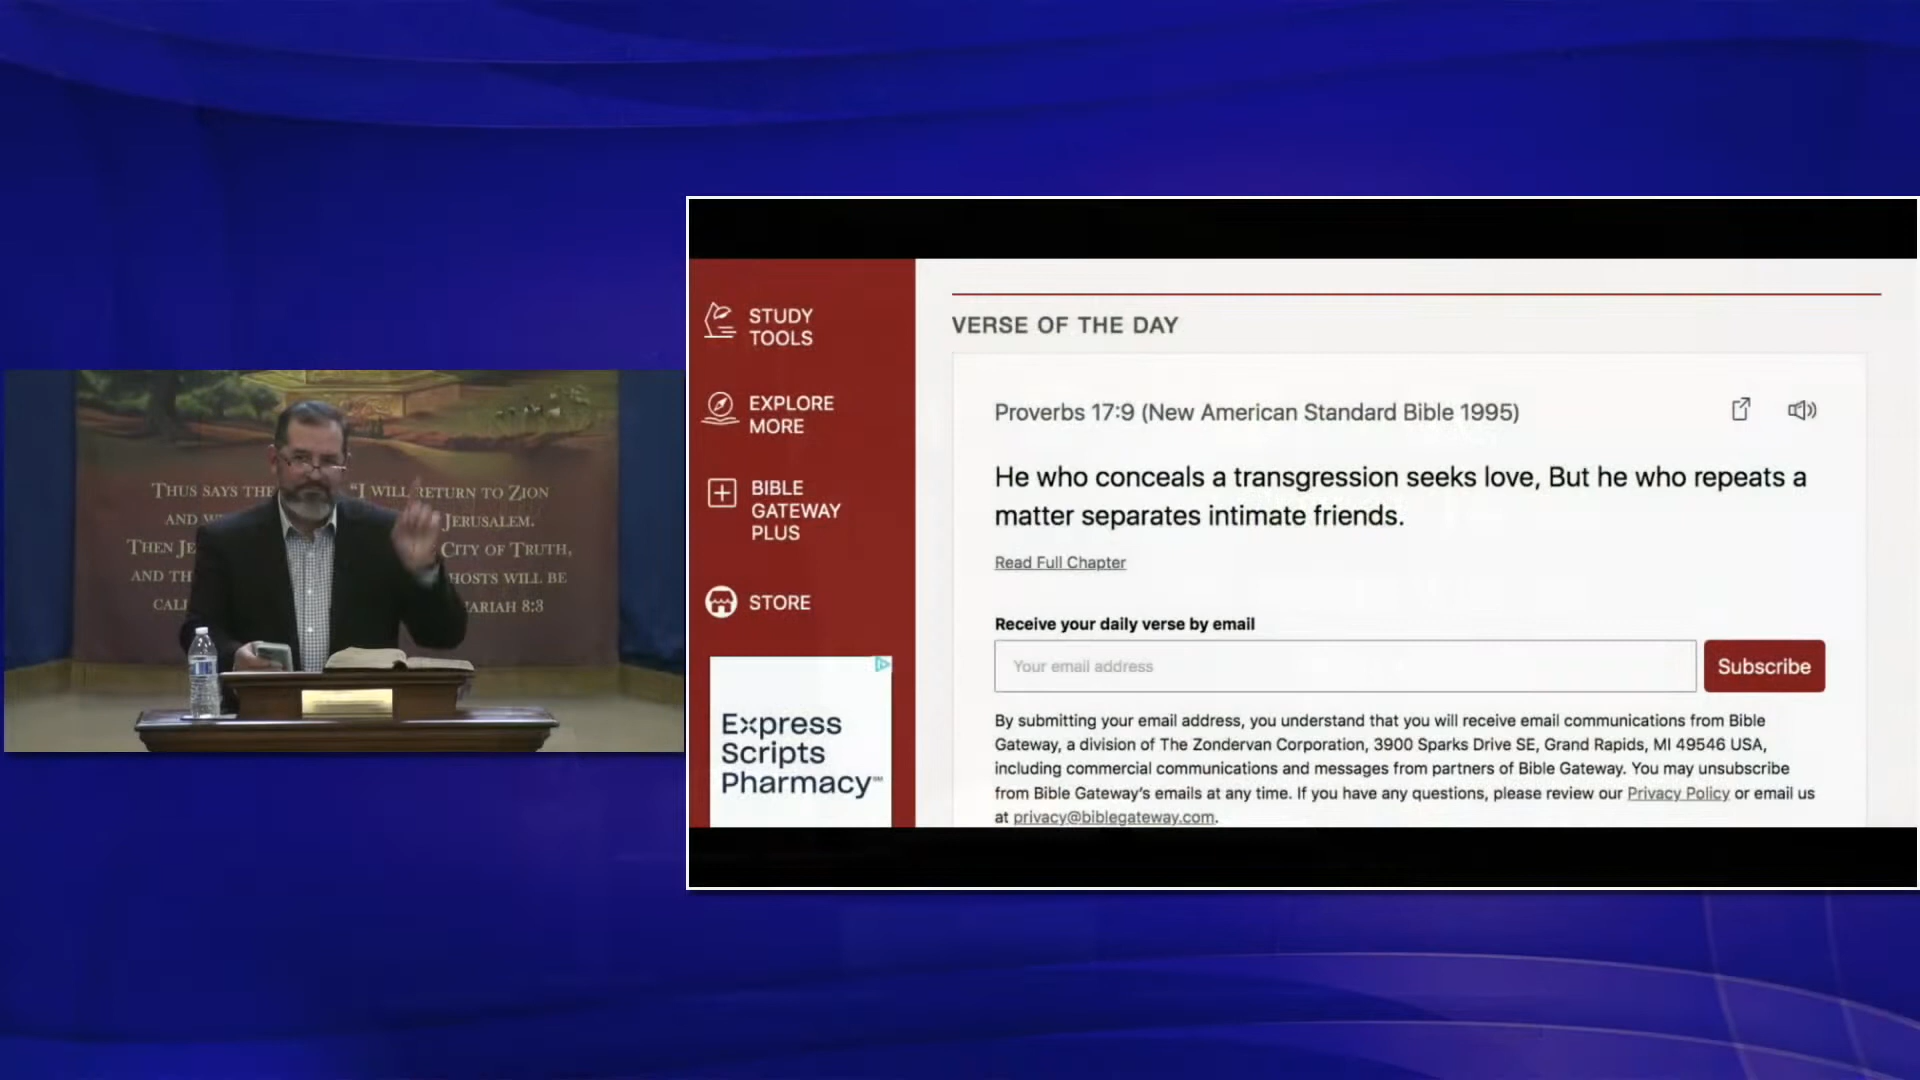 THUS SAYS THE
"I WILL RETURN TO ZION
AND
JERUSALEM.
THEN
CITY OF TRUTH,
AND
HOSTS WILL BE
ARIAH 8:3
STUDY
TOOLS
EXPLORE
MORE
BIBLE
GATEWAY
PLUS
STORE
Express
Scripts
Pharmacy℠
VERSE OF THE DAY
Proverbs 17:9 (New American Standard Bible 1995)
He who conceals a transgression seeks love, But he who repeats a
matter separates intimate friends.
Read Full Chapter
Receive your daily verse by email
Your email address
Subscribe
By submitting your email address, you understand that you will receive email communications from Bible
Gateway, a division of The Zondervan Corporation, 3900 Sparks Drive SE, Grand Rapids, MI 49546 USA,
including commercial communications and messages from partners of Bible Gateway. You may unsubscribe
from Bible Gateway's emails at any time. If you have any questions, please review our Privacy Policy or email us
at privacy@biblegateway.com.